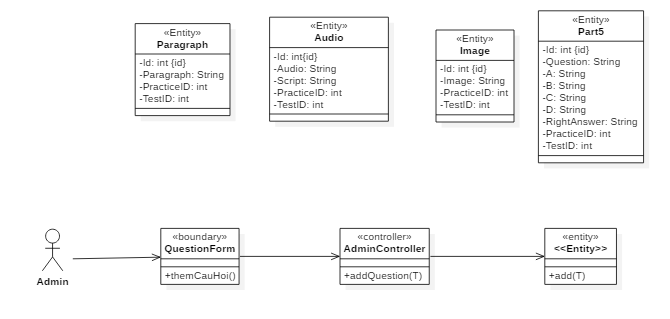 «Entity»
Paragraph
-Id: int {id}
-Paragraph: String
-PracticeID: int
-TestID: int
«Entity»
Audio
-Id: int{id}
-Audio: String
-Script: String
-PracticeID: int
-TestID: int
«Entity»
Image
-Id: int {id}
-Image: String
-PracticeID: int
-TestID: int
«Entity»
Part5
-Id: int {id}
-Question: String
-A: String
-B: String
-C: String
-D: String
-RightAnswer: String
-PracticeID: int
-TestID: int
Admin
«boundary»
QuestionForm
+themCauHoi()
«controller»
AdminController
+addQuestion(T)
«entity»
<<Entity>>
+add(T)